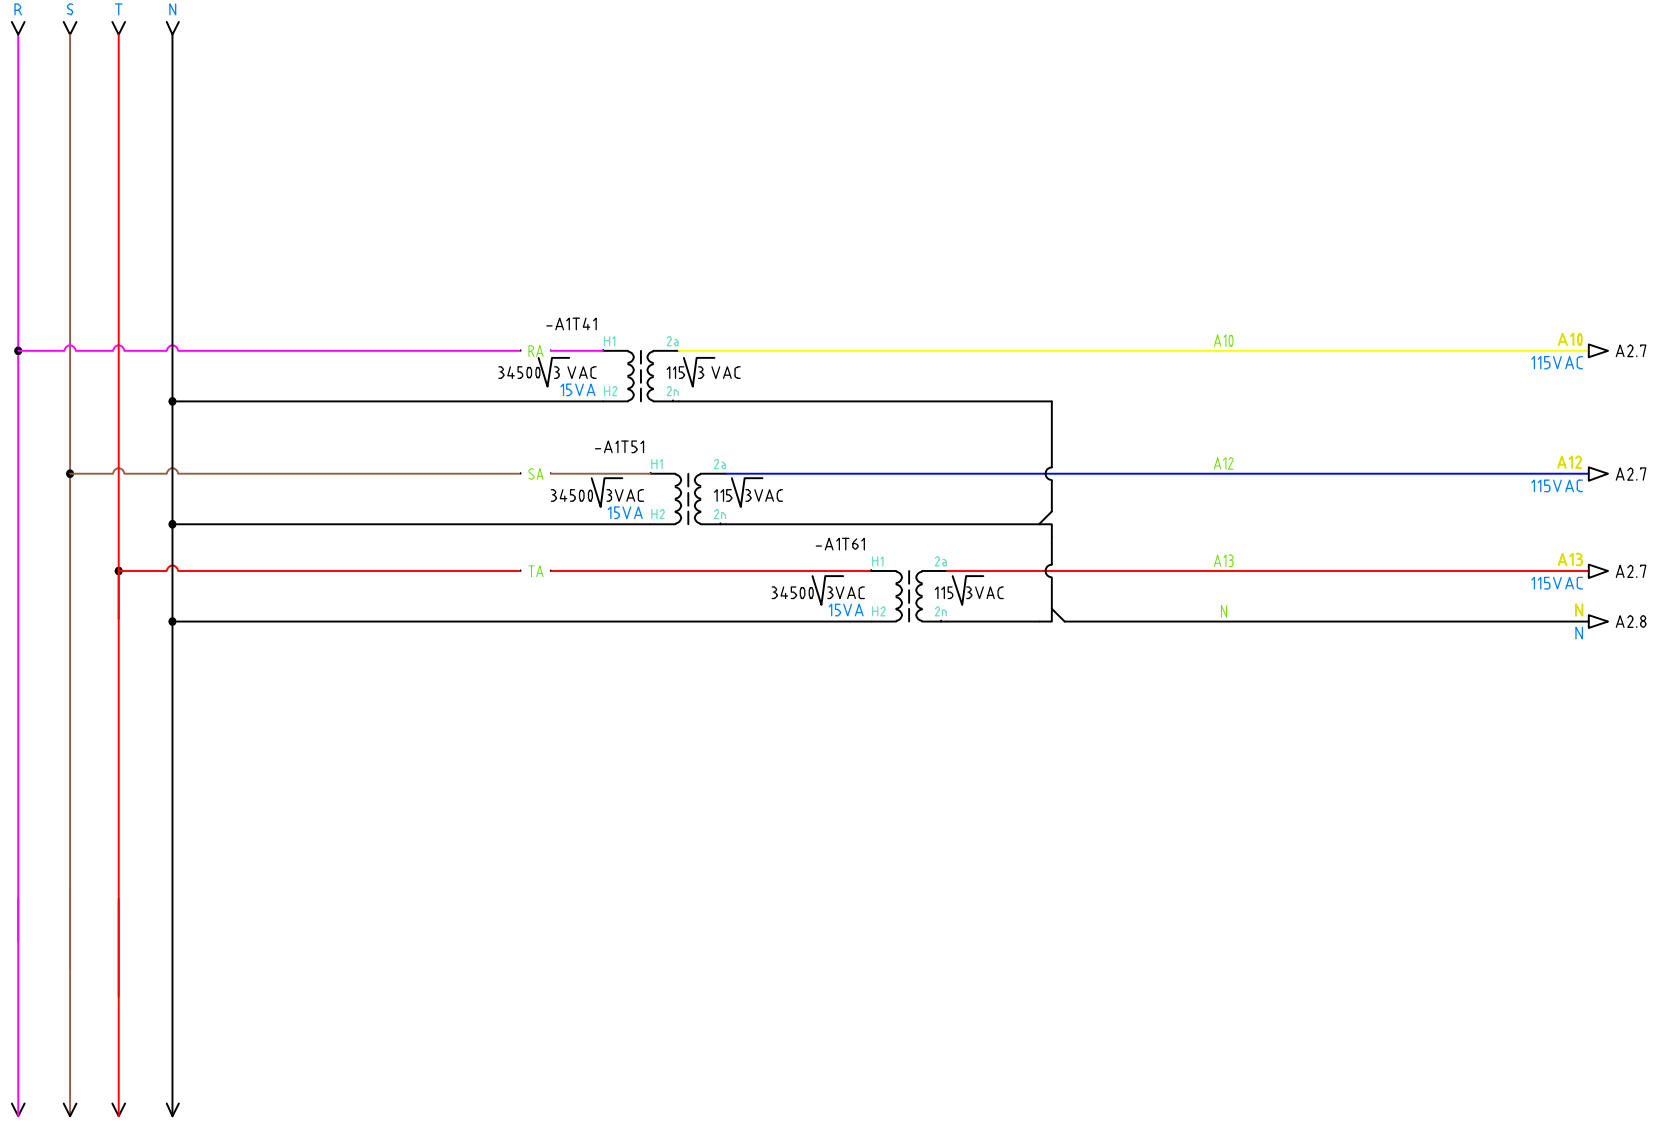 R S T N
-A1T41
H1 2a A10 A10
RA A2.7
34500√3 VAC 115√3 VAC 115VAC
15VA H2 2n
-A1T51
H1 2a A12 A12
SA A2.7
34500√3VAC 115√3VAC 115VAC
15VA H2 2n
-A1T61
H1 2a A13 A13
TA A2.7
34500√3VAC 115√3VAC 115VAC
15VA H2 2n N N
A2.8
N